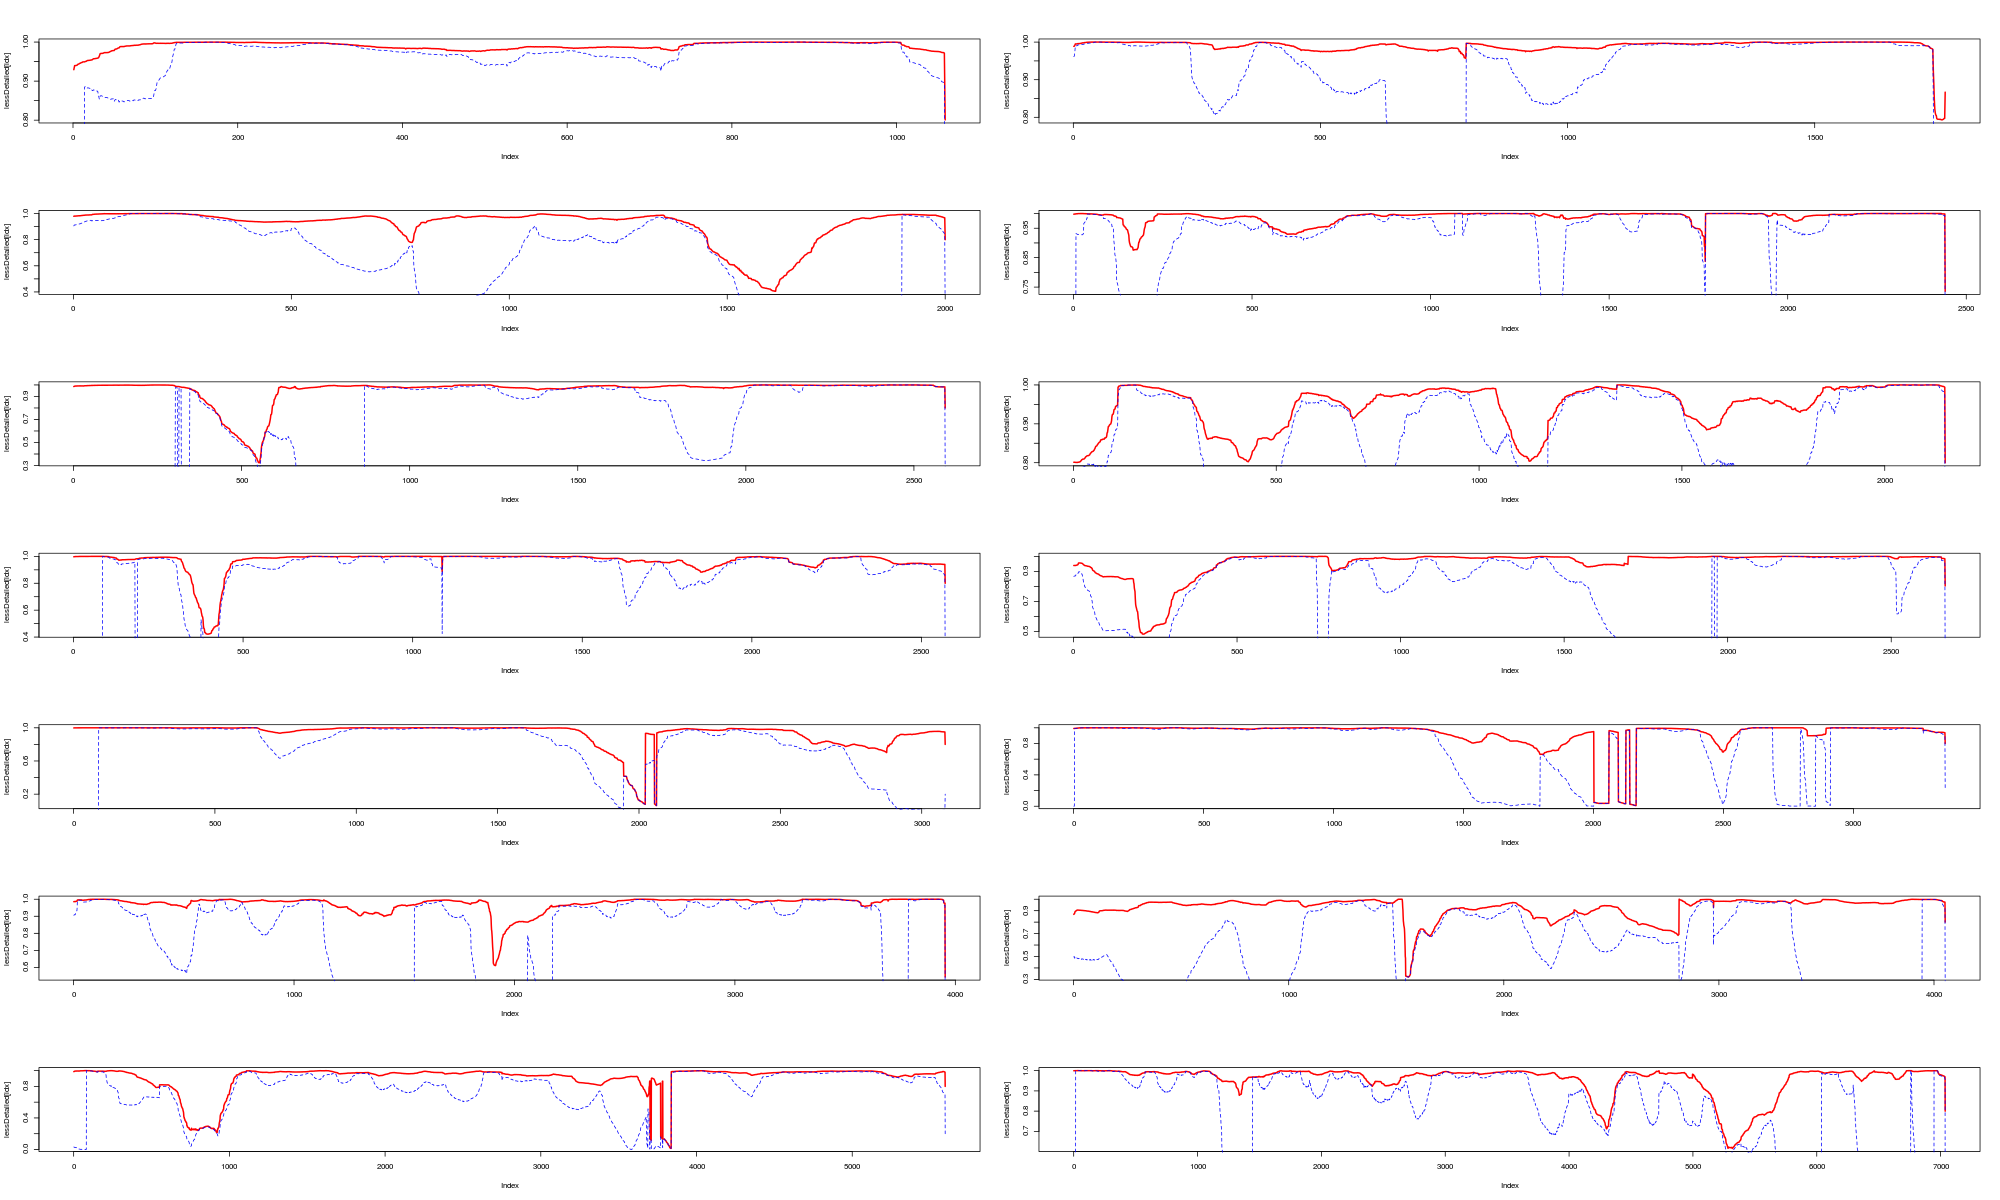 lessDetailed[idx]
0.80 0.90 1.00
0 200 400 600 800 1000
Index
lessDetailed[idx]
0.80 0.90 1.00
0 500 1000 1500
Index
lessDetailed[idx]
0.4 0.6 0.8 1.0
0 500 1000 1500 2000
Index
lessDetailed[idx]
0.75 0.85 0.95
0 500 1000 1500 2000 2500
Index
lessDetailed[idx]
0.3 0.5 0.7 0.9
0 500 1000 1500 2000 2500
Index
lessDetailed[idx]
0.80 0.90 1.00
0 500 1000 1500 2000
Index
lessDetailed[idx]
0.4 0.6 0.8 1.0
0 500 1000 1500 2000 2500
Index
lessDetailed[idx]
0.5 0.7 0.9
0 500 1000 1500 2000 2500
Index
lessDetailed[idx]
0.2 0.6 1.0
0 500 1000 1500 2000 2500 3000
Index
lessDetailed[idx]
0.0 0.4 0.8
0 500 1000 1500 2000 2500 3000
Index
lessDetailed[idx]
0.6 0.7 0.8 0.9 1.0
0 1000 2000 3000 4000
Index
lessDetailed[idx]
0.3 0.5 0.7 0.9
0 1000 2000 3000 4000
Index
lessDetailed[idx]
0.0 0.4 0.8
0 1000 2000 3000 4000 5000
Index
lessDetailed[idx]
0.7 0.8 0.9 1.0
0 1000 2000 3000 4000 5000 6000 7000
Index